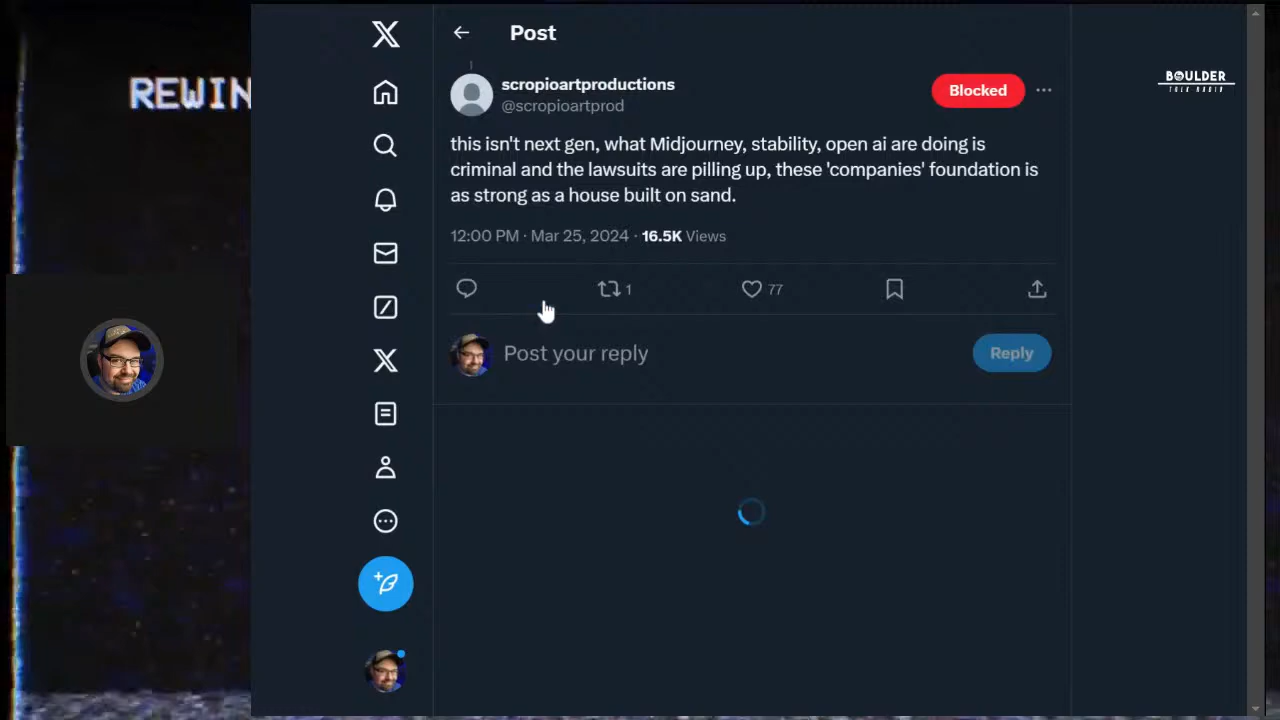 REWIN
Post
BOULDER
TALK RADIO
scropioartproductions
@scropioartprod
Blocked
this isn't next gen, what Midjourney, stability, open ai are doing is
criminal and the lawsuits are pilling up, these 'companies' foundation is
as strong as a house built on sand.
12:00 PM · Mar 25, 2024 · 16.5K Views
1
77
Post your reply
Reply